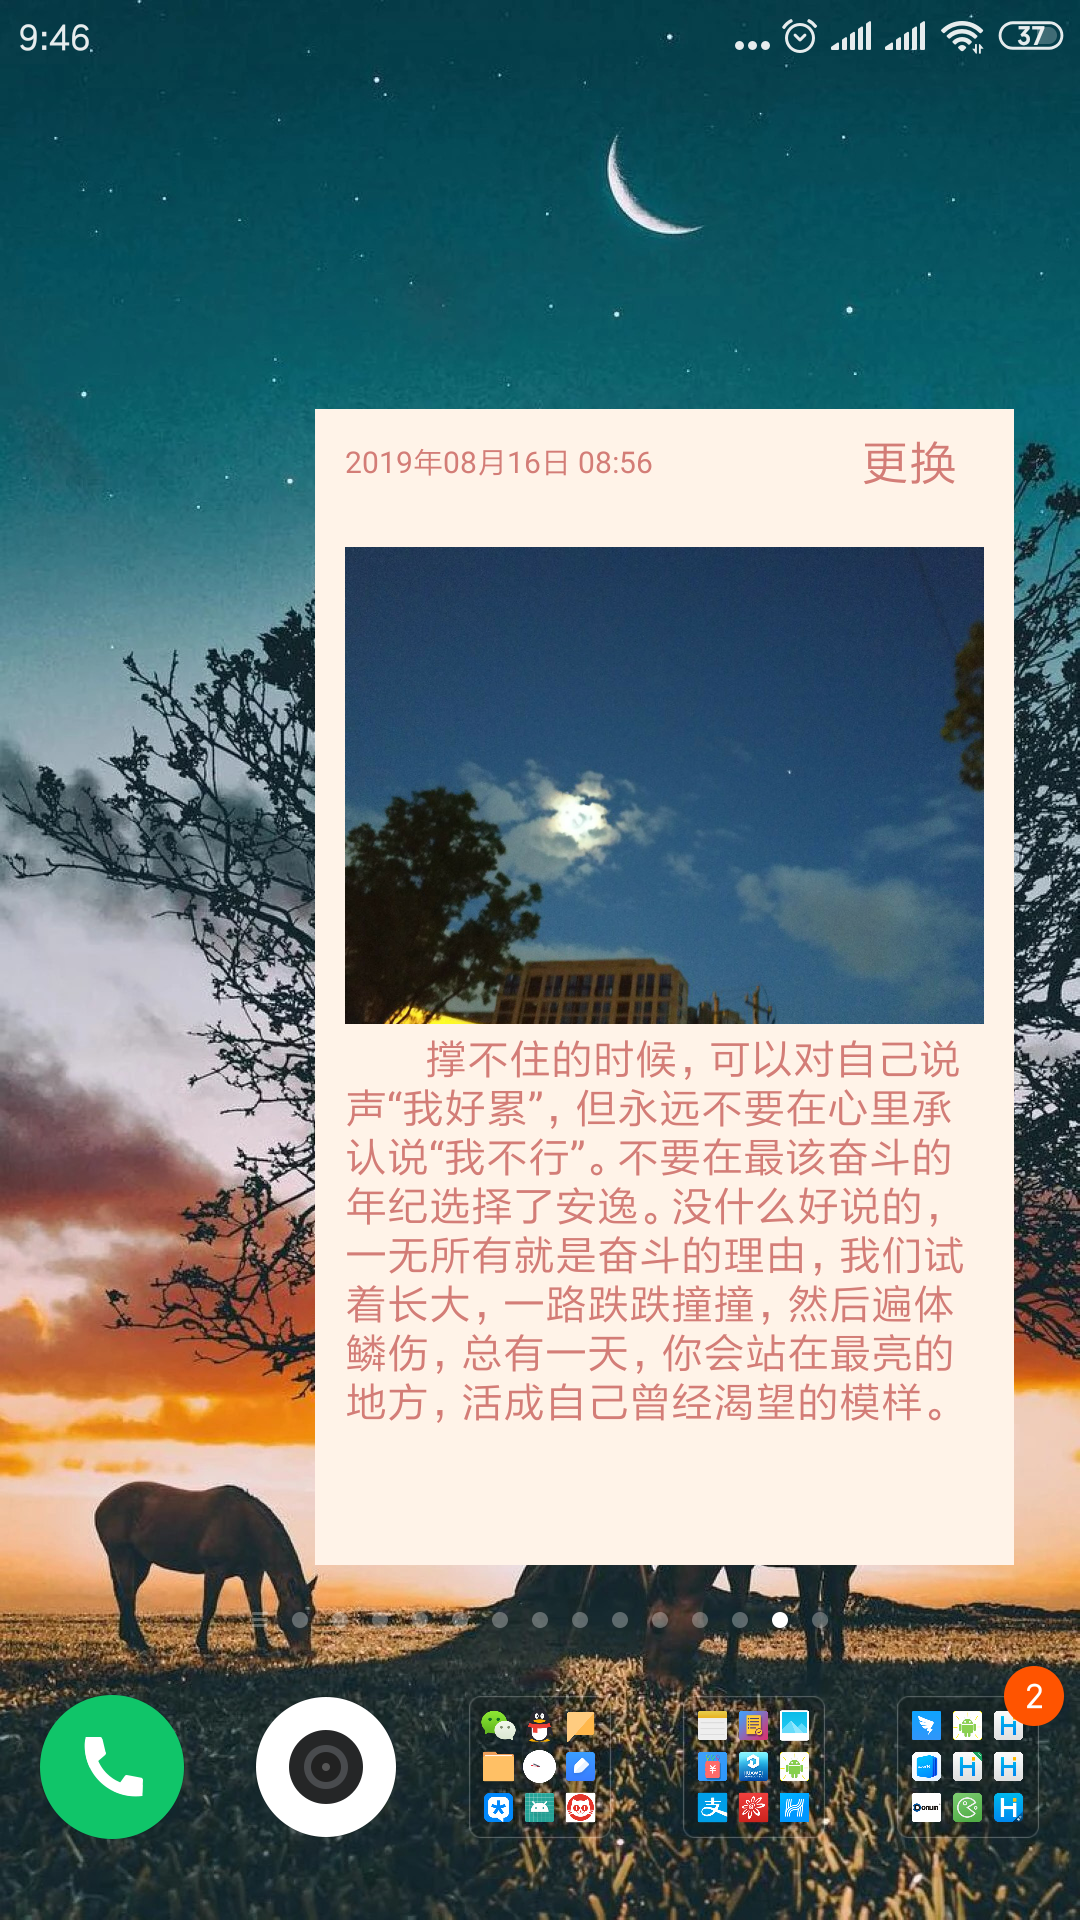 9:46
37
2019年08月16日 08:56
更换
撑不住的时候，可以对自己说
声“我好累”，但永远不要在心里承
认说“我不行”。不要在最该奋斗的
年纪选择了安逸。没什么好说的，
一无所有就是奋斗的理由，我们试
着长大，一路跌跌撞撞，然后遍体
鳞伤，总有一天，你会站在最亮的
地方，活成自己曾经渴望的模样。
2